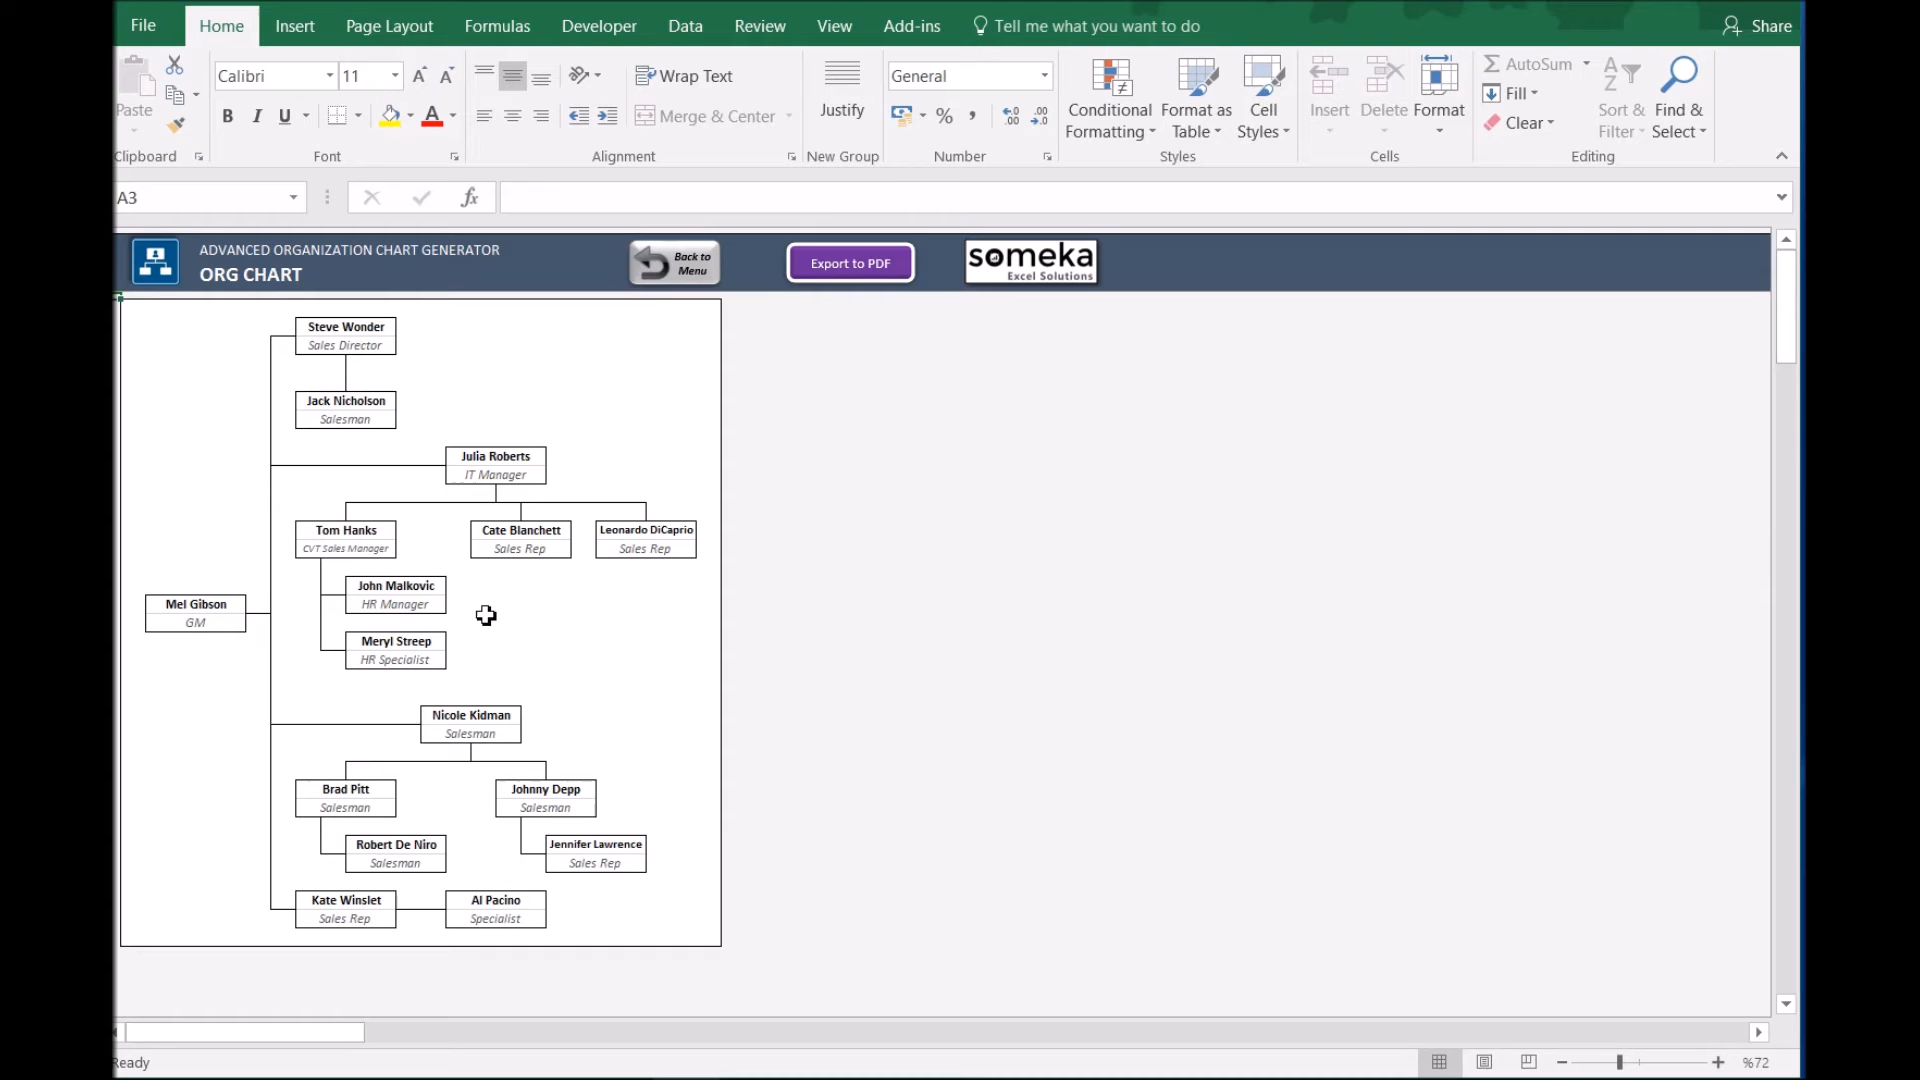 File Home Insert Page Layout Formulas Developer Data Review View Add-ins Tell me what you want to do Share
Paste
Calibri 11
B I U A
Wrap Text
Merge & Center
Justify
General
% ,
Conditional Formatting
Format as Table
Cell Styles
Insert Delete Format
AutoSum
Fill
Clear
Sort & Filter
Find & Select
Clipboard Font Alignment New Group Number Styles Cells Editing
A3 fx
ADVANCED ORGANIZATION CHART GENERATOR
ORG CHART
Back to Menu
Export to PDF
someka
Excel Solutions
Steve Wonder
Sales Director
Jack Nicholson
Salesman
Julia Roberts
IT Manager
Tom Hanks
CVT Sales Manager
Cate Blanchett
Sales Rep
Leonardo DiCaprio
Sales Rep
John Malkovic
HR Manager
Mel Gibson
GM
Meryl Streep
HR Specialist
Nicole Kidman
Salesman
Brad Pitt
Salesman
Johnny Depp
Salesman
Robert De Niro
Salesman
Jennifer Lawrence
Sales Rep
Kate Winslet
Sales Rep
Al Pacino
Specialist
Ready
%72